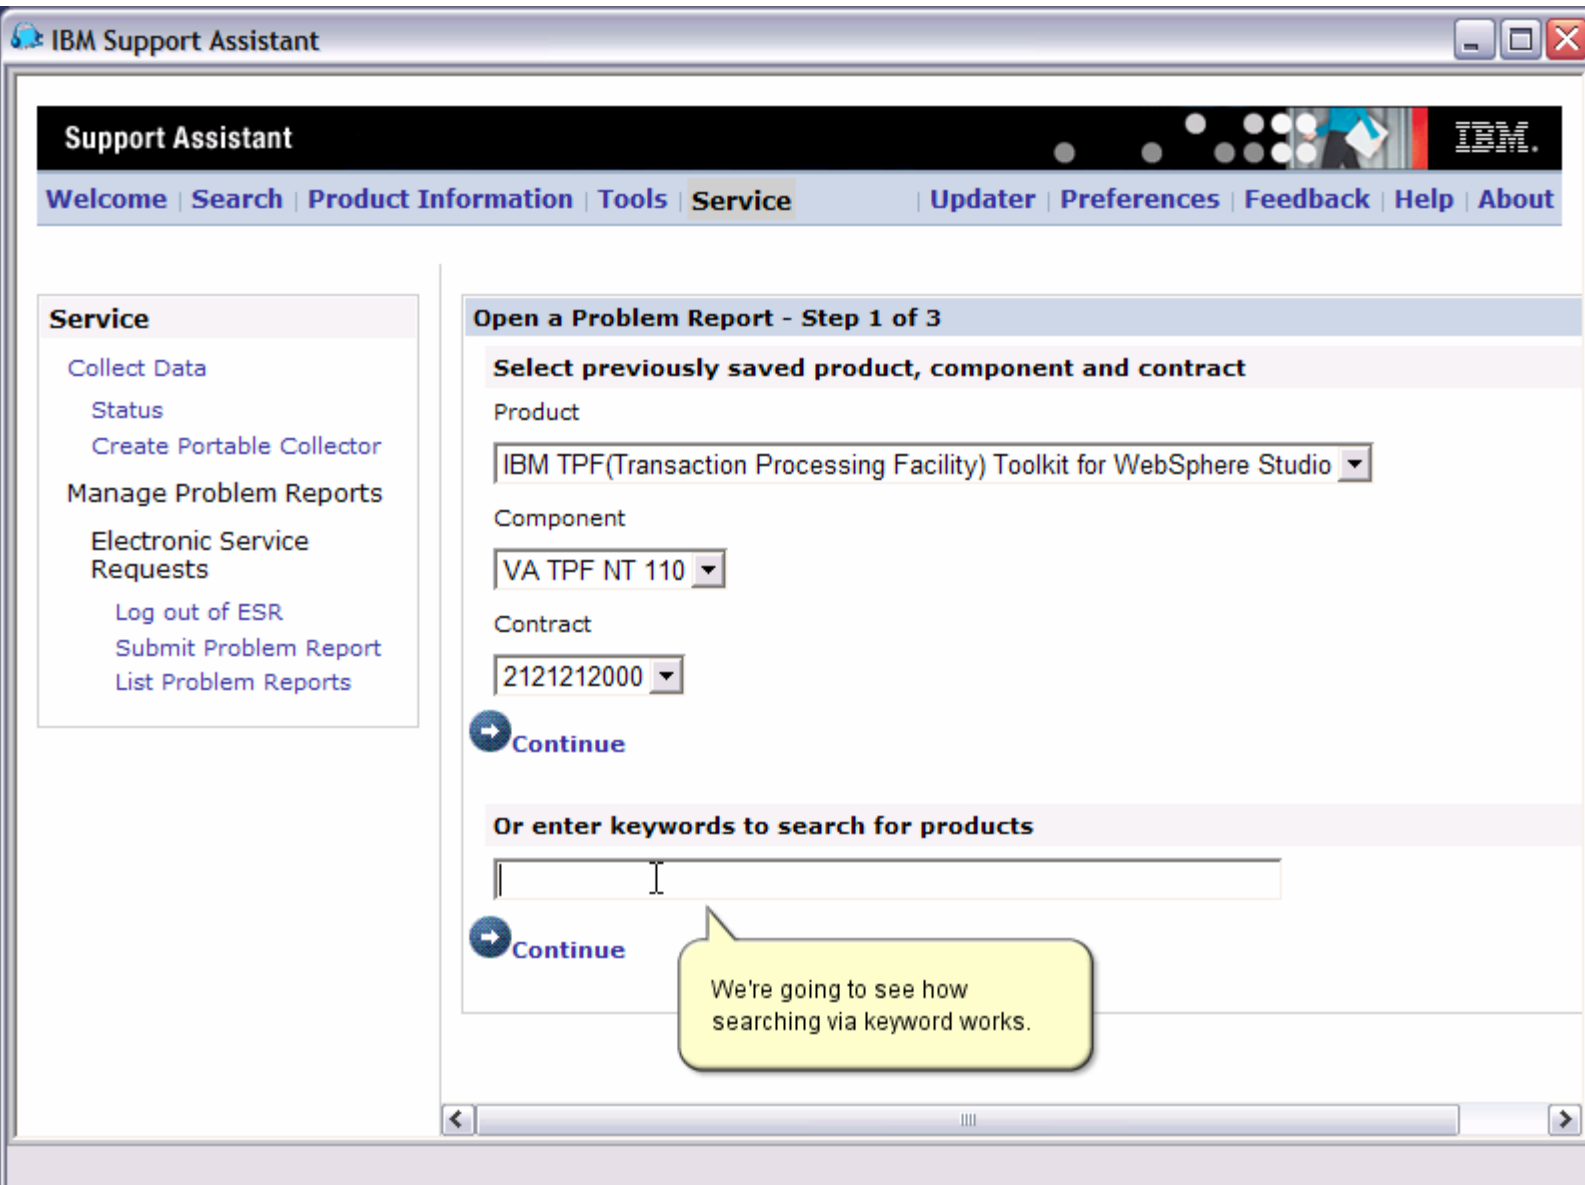 IBM Support Assistant
Support Assistant
IBM.
Welcome | Search | Product Information | Tools | Service | Updater | Preferences | Feedback | Help | About
Service
Collect Data
Status
Create Portable Collector
Manage Problem Reports
Electronic Service
Requests
Log out of ESR
Submit Problem Report
List Problem Reports
Open a Problem Report - Step 1 of 3
Select previously saved product, component and contract
Product
IBM TPF(Transaction Processing Facility) Toolkit for WebSphere Studio
Component
VA TPF NT 110
Contract
2121212000
Continue
Or enter keywords to search for products
Continue
We're going to see how
searching via keyword works.